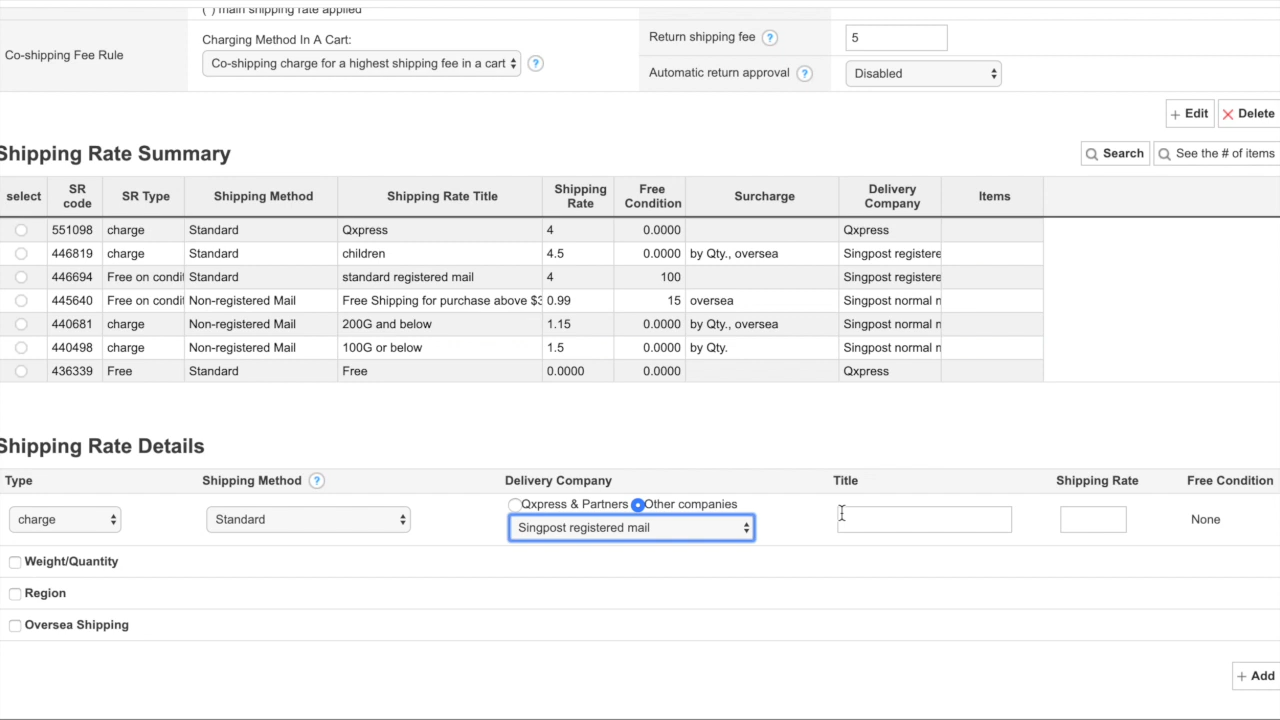 ( ) main shipping rate applied
Co-shipping Fee Rule
Charging Method In A Cart:
Co-shipping charge for a highest shipping fee in a cart
?
Return shipping fee ? 5
Automatic return approval ? Disabled
+ Edit
Delete
Shipping Rate Summary
Search
See the # of items
select SR code SR Type Shipping Method Shipping Rate Title Shipping Rate Free Condition Surcharge Delivery Company Items
551098 charge Standard Qxpress 4 0.0000 Qxpress
446819 charge Standard children 4.5 0.0000 by Qty., oversea Singpost registere
446694 Free on condit Standard standard registered mail 4 100 Singpost registere
445640 Free on condit Non-registered Mail Free Shipping for purchase above $3 0.99 15 oversea Singpost normal n
440681 charge Non-registered Mail 200G and below 1.15 0.0000 by Qty., oversea Singpost normal n
440498 charge Non-registered Mail 100G or below 1.5 0.0000 by Qty. Singpost normal n
436339 Free Standard Free 0.0000 0.0000 Qxpress
Shipping Rate Details
Type Shipping Method ? Delivery Company Title Shipping Rate Free Condition
Qxpress & Partners Other companies
charge Standard Singpost registered mail None
Weight/Quantity
Region
Oversea Shipping
+ Add